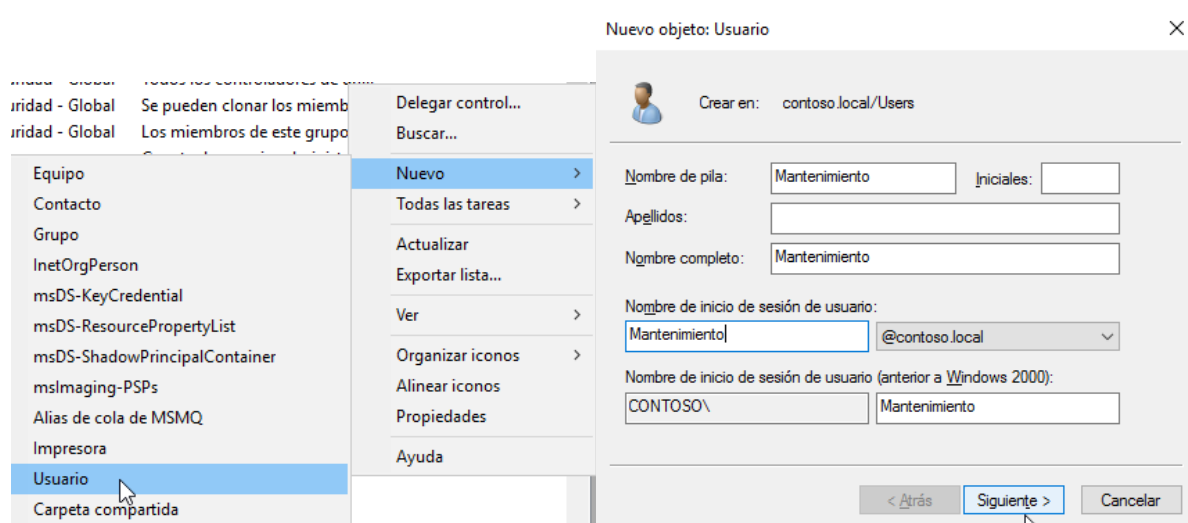 uridad - Global Se pueden clonar los miemb
uridad - Global Los miembros de este grupo
Delegar control...
Buscar...
Nuevo
Todas las tareas
Actualizar
Exportar lista...
Ver
Organizar iconos
Alinear iconos
Propiedades
Ayuda
Equipo
Contacto
Grupo
InetOrgPerson
msDS-KeyCredential
msDS-ResourcePropertyList
msDS-ShadowPrincipalContainer
msImaging-PSPs
Alias de cola de MSMQ
Impresora
Usuario
Carpeta compartida
Nuevo objeto: Usuario
Crear en: contoso.local/Users
Nombre de pila: Mantenimiento Iniciales:
Apellidos:
Nombre completo: Mantenimiento
Nombre de inicio de sesión de usuario:
Mantenimiento @contoso.local
Nombre de inicio de sesión de usuario (anterior a Windows 2000):
CONTOSO\ Mantenimiento
< Atrás Siguiente > Cancelar